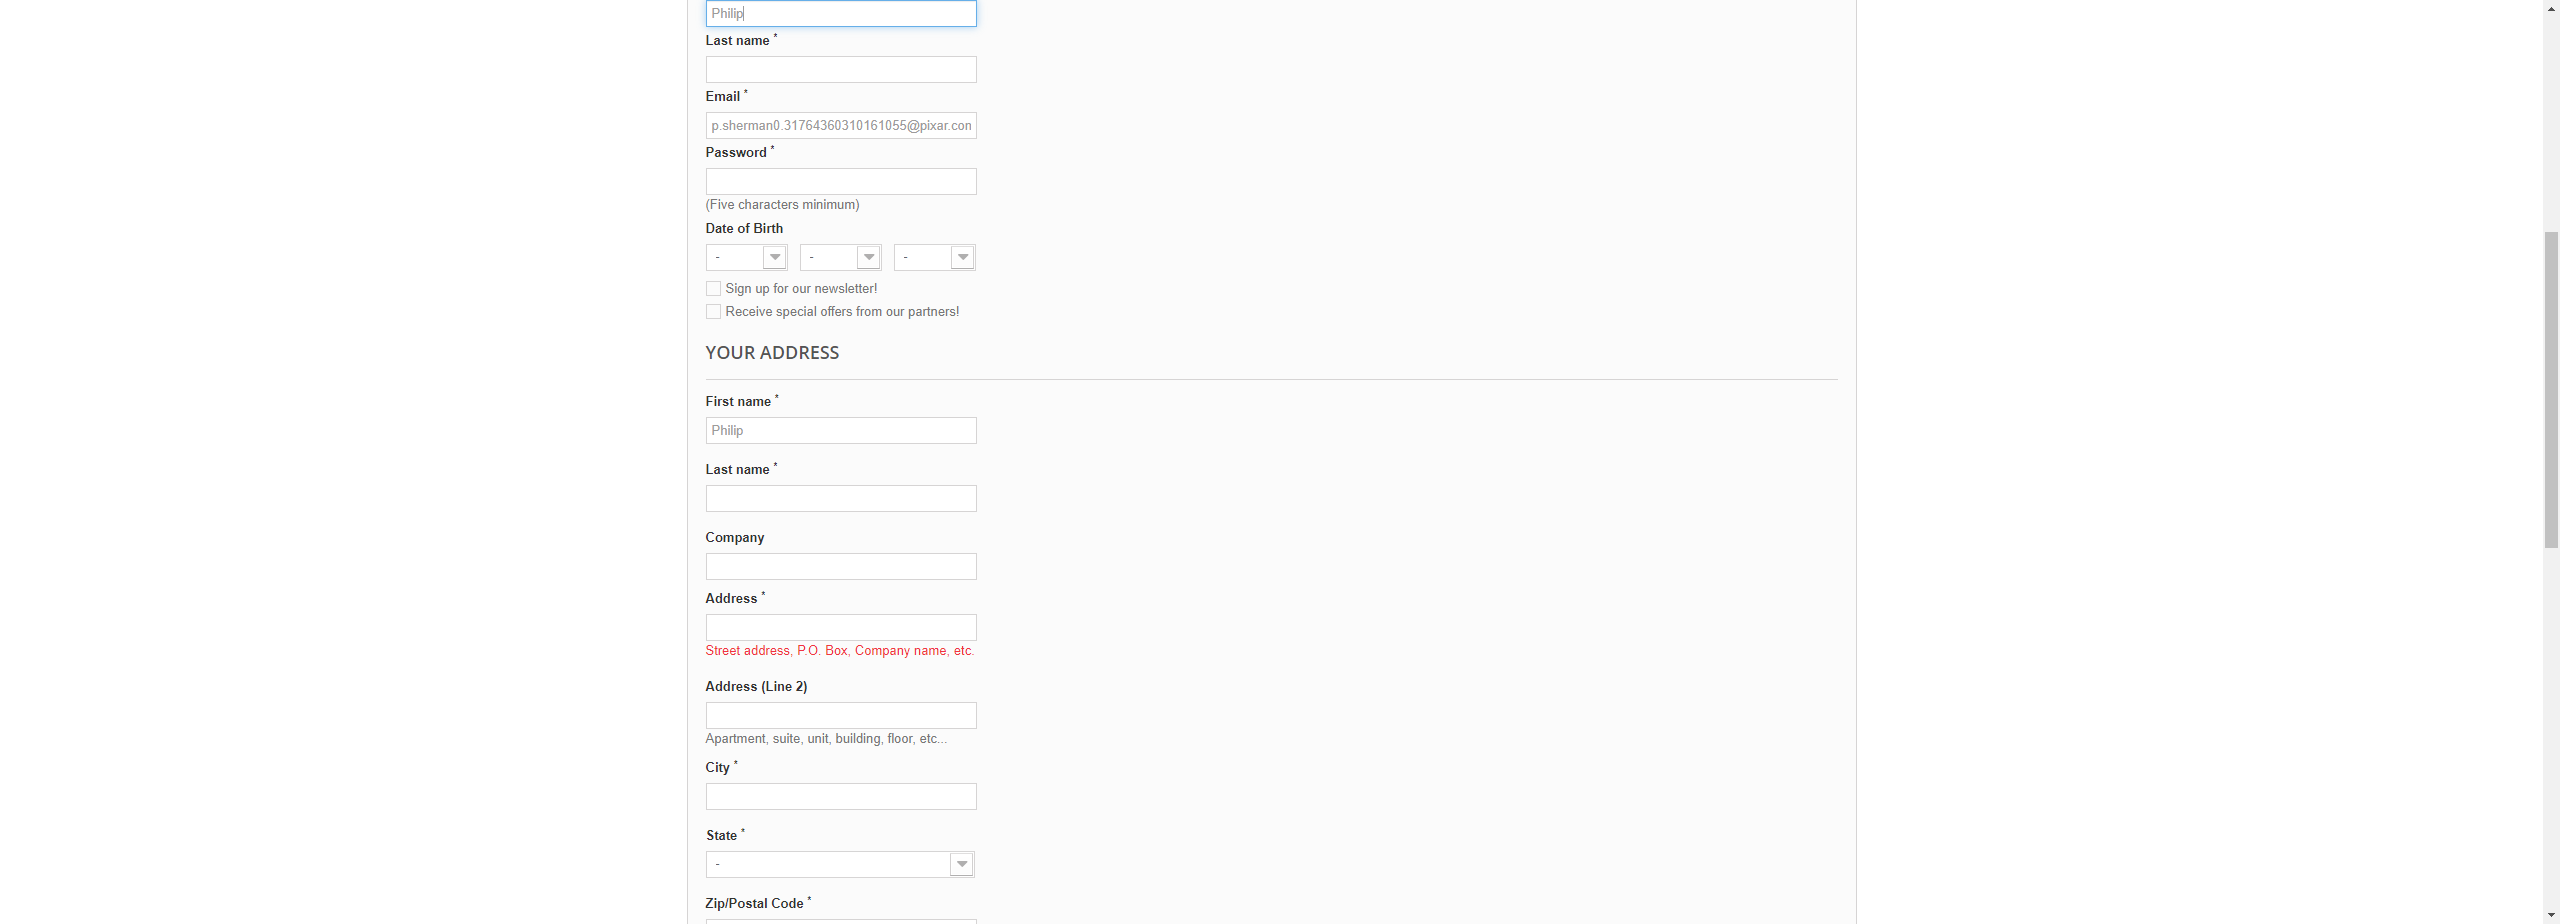 Philip
Last name *
Email *
p.sherman0.31764360310161055@pixar.con
Password *
(Five characters minimum)
Date of Birth
- - -
Sign up for our newsletter!
Receive special offers from our partners!
YOUR ADDRESS
First name *
Philip
Last name *
Company
Address *
Street address, P.O. Box, Company name, etc.
Address (Line 2)
Apartment, suite, unit, building, floor, etc...
City *
State *
-
Zip/Postal Code *